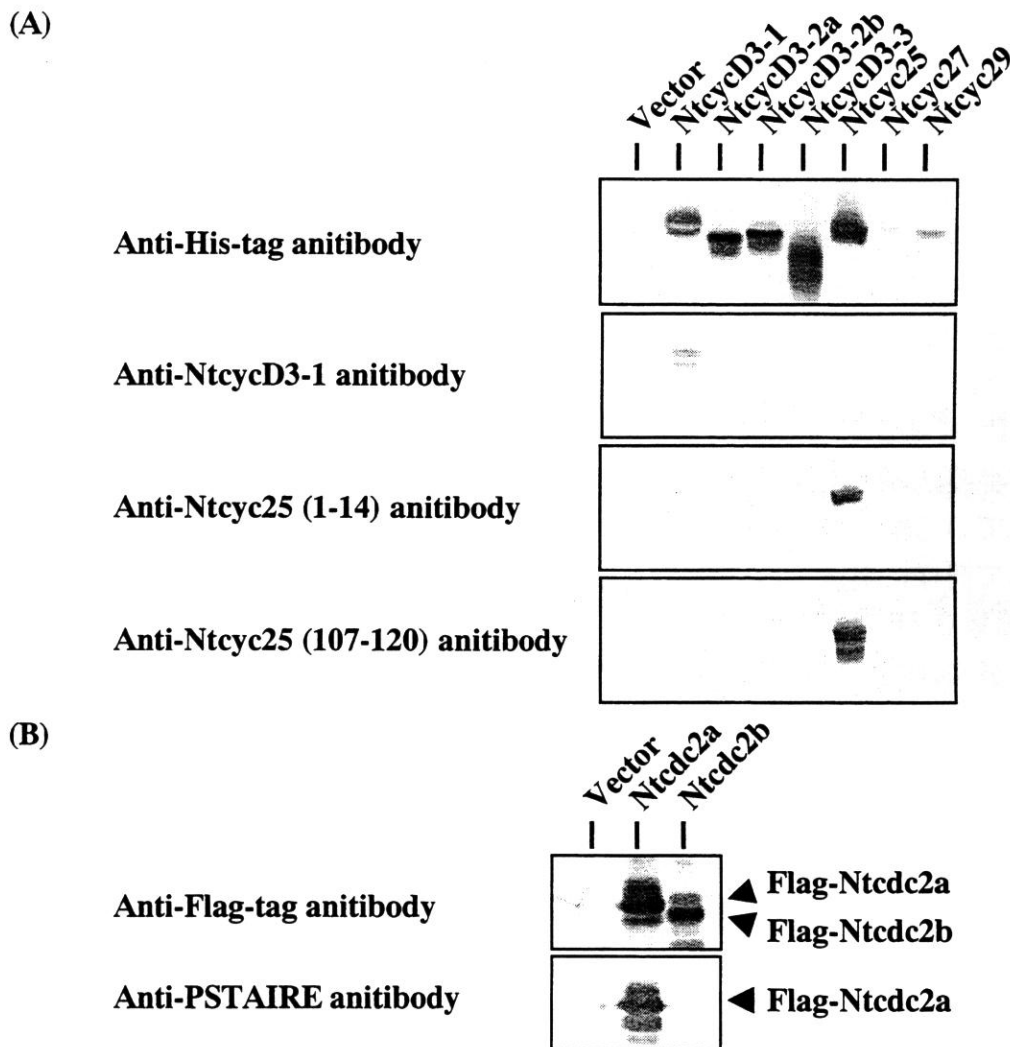 (A)
Vector
NtcycD3-1
NtcycD3-2a
NtcycD3-2b
NtcycD3-3
Ntcyc25
Ntcyc27
Ntcyc29
Anti-His-tag anitibody
Anti-NtcycD3-1 anitibody
Anti-Ntcyc25 (1-14) anitibody
Anti-Ntcyc25 (107-120) anitibody
(B)
Vector
Ntcdc2a
Ntcdc2b
Anti-Flag-tag anitibody
Flag-Ntcdc2a
Flag-Ntcdc2b
Anti-PSTAIRE anitibody
Flag-Ntcdc2a